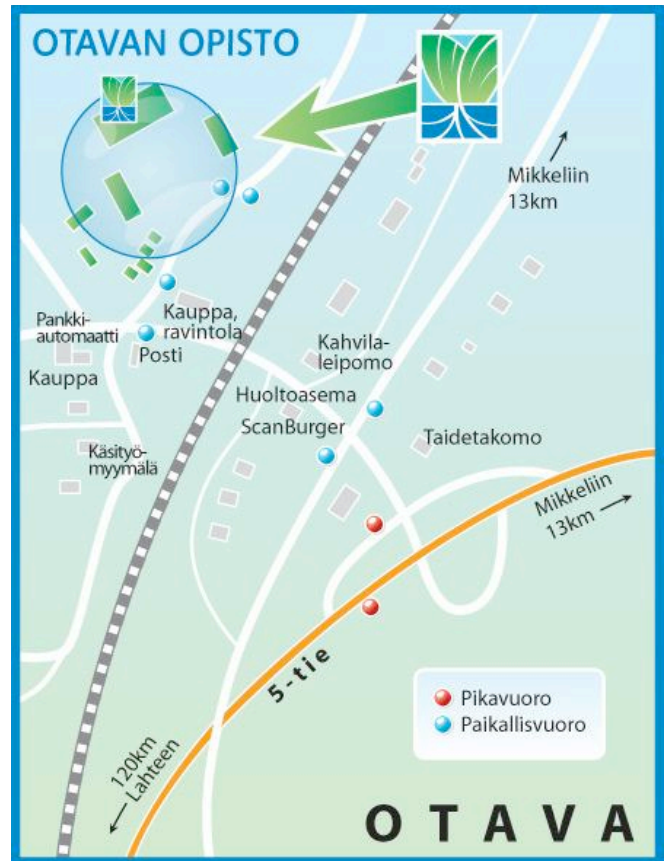 OTAVAN OPISTO
Mikkeliin
13km
Pankki-
automaatti
Kauppa,
ravintola
Posti
Kauppa
Kahvila-
leipomo
Huoltoasema
ScanBurger
Käsityö-
myymälä
Taidetakomo
Mikkeliin
13km
5-tie
Pikavuoro
Paikallisvuoro
120km
Lahteen
OTAVA